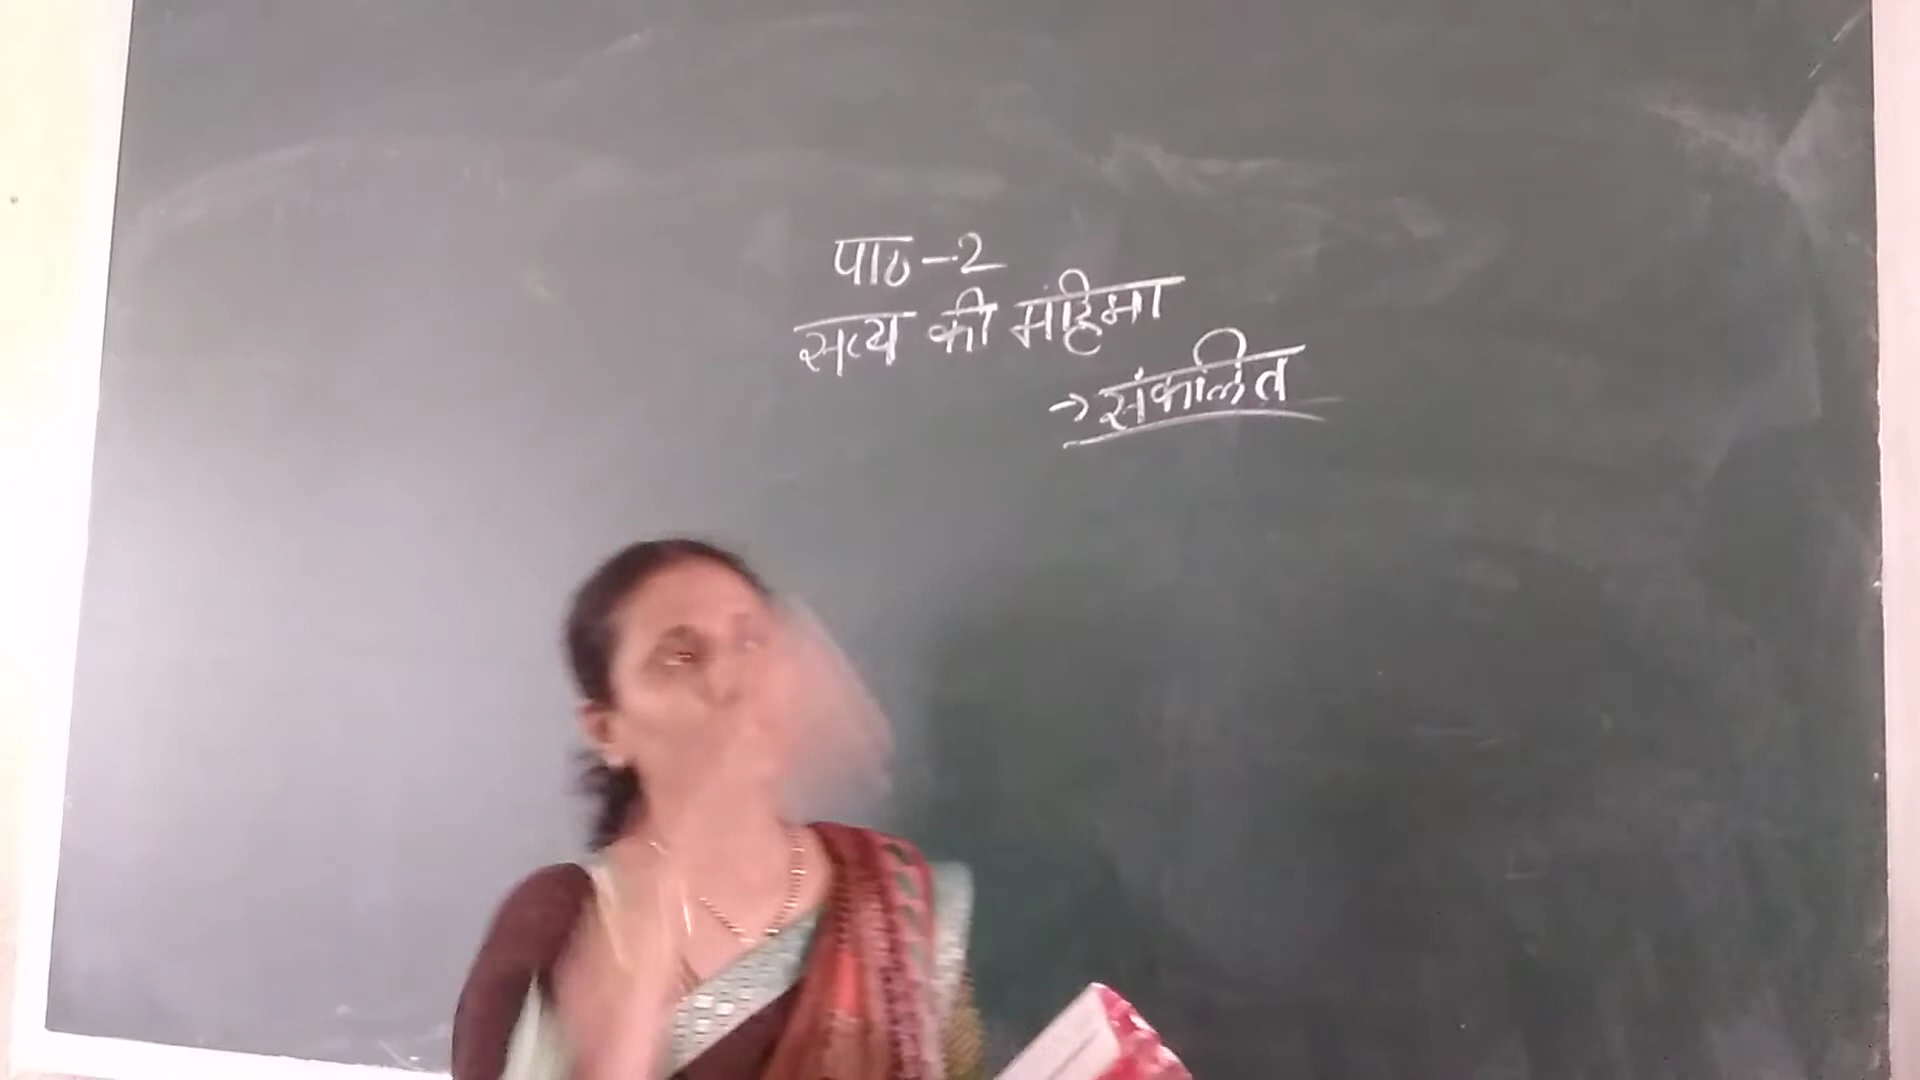 पाठ-2
सत्य की महिमा
→ संकलित